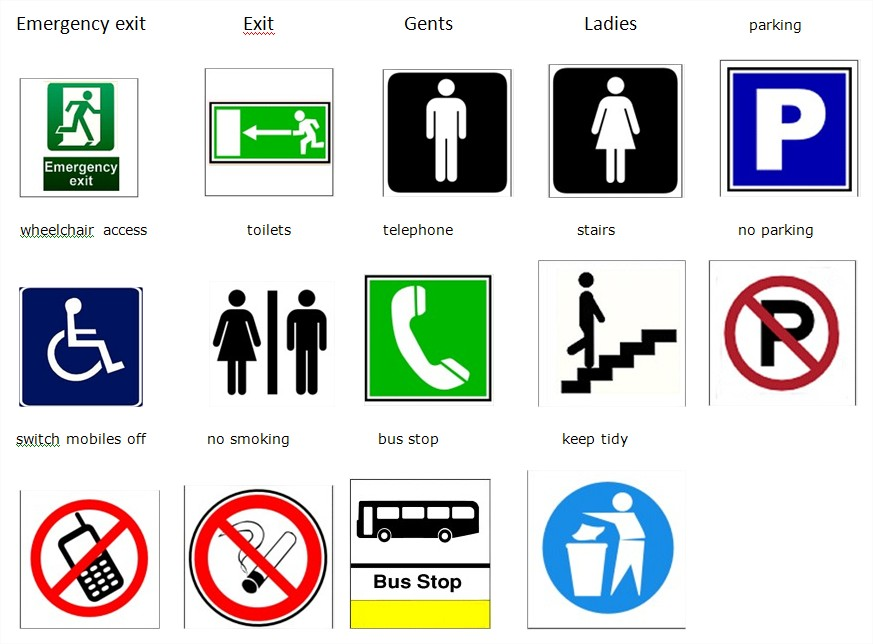 Emergency exit Exit Gents Ladies parking
Emergency
exit
P
wheelchair access toilets telephone stairs no parking
P
switch mobiles off no smoking bus stop keep tidy
Bus Stop